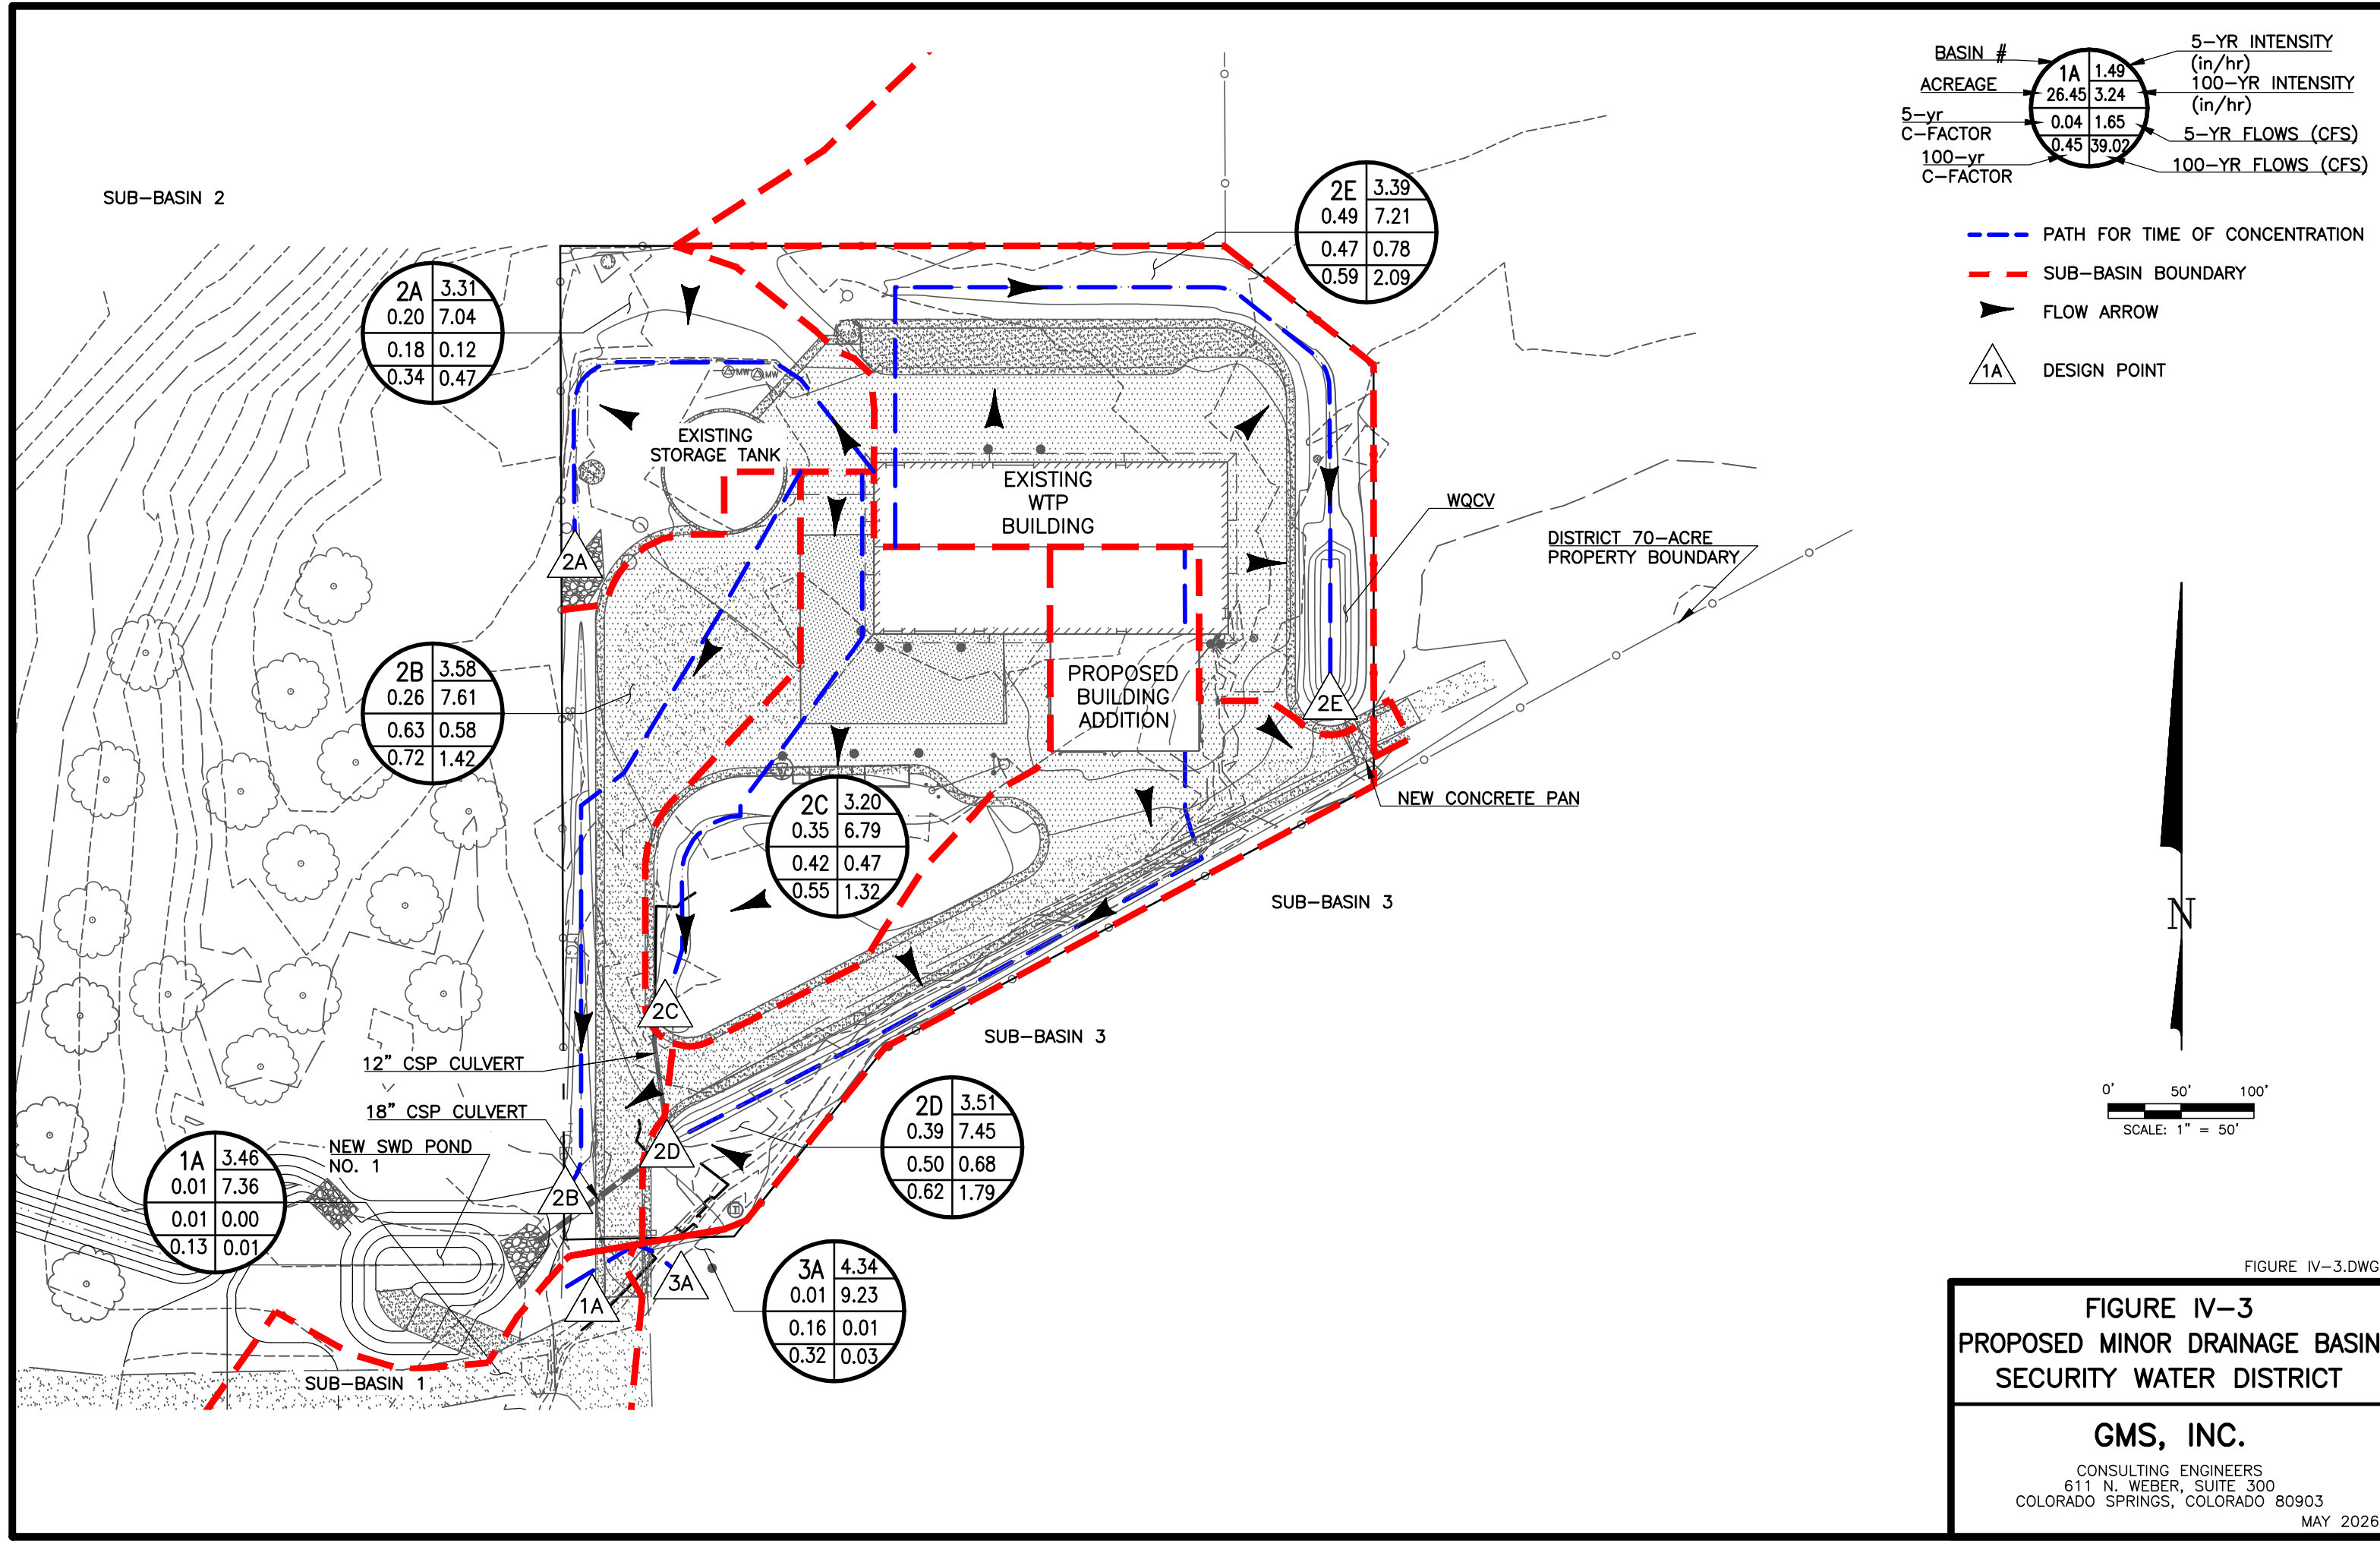 BASIN #
ACREAGE
5-yr
C-FACTOR
100-yr
C-FACTOR
1A 1.49
26.45 3.24
0.04 1.65
0.45 39.02
5-YR INTENSITY
(in/hr)
100-YR INTENSITY
(in/hr)
5-YR FLOWS (CFS)
100-YR FLOWS (CFS)
PATH FOR TIME OF CONCENTRATION
SUB-BASIN BOUNDARY
FLOW ARROW
1A
DESIGN POINT
SUB-BASIN 2
2E 3.39
0.49 7.21
0.47 0.78
0.59 2.09
2A 3.31
0.20 7.04
0.18 0.12
0.34 0.47
MW
MW
EXISTING
STORAGE TANK
EXISTING
WTP
BUILDING
WQCV
DISTRICT 70-ACRE
PROPERTY BOUNDARY
2A
2B 3.58
0.26 7.61
0.63 0.58
0.72 1.42
PROPOSED
BUILDING
ADDITION
2E
NEW CONCRETE PAN
2C 3.20
0.35 6.79
0.42 0.47
0.55 1.32
SUB-BASIN 3
2C
SUB-BASIN 3
N
12" CSP CULVERT
18" CSP CULVERT
2D 3.51
0.39 7.45
0.50 0.68
0.62 1.79
2D
NEW SWD POND
NO. 1
1A 3.46
0.01 7.36
0.01 0.00
0.13 0.01
2B
3A
1A
3A 4.34
0.01 9.23
0.16 0.01
0.32 0.03
SUB-BASIN 1
0' 50' 100'
SCALE: 1" = 50'
FIGURE IV-3.DWG
FIGURE IV-3
PROPOSED MINOR DRAINAGE BASIN
SECURITY WATER DISTRICT
GMS, INC.
CONSULTING ENGINEERS
611 N. WEBER, SUITE 300
COLORADO SPRINGS, COLORADO 80903
MAY 2026